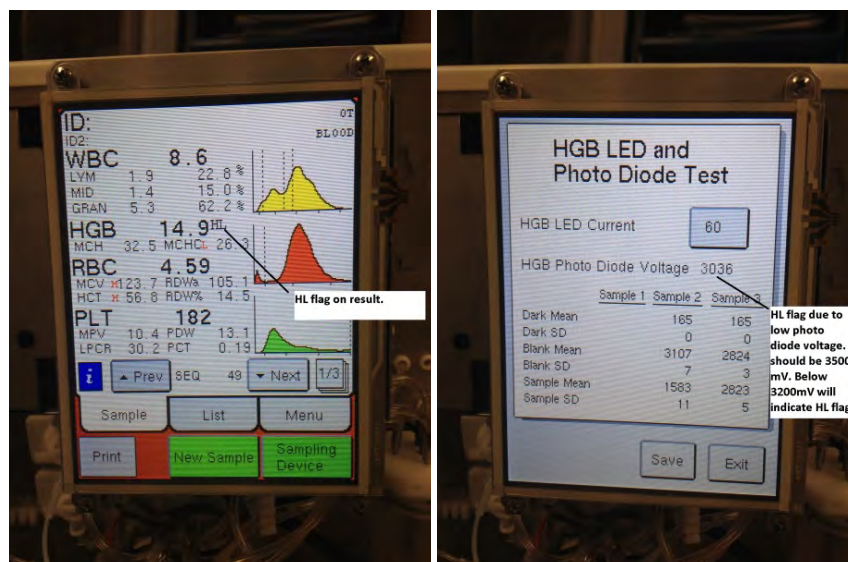 ID:
OT
ID2:
BLOOD
WBC 8.6
LYM 1.9 22.8 %
MID 1.4 15.0 %
GRAN 5.3 62.2 %
HGB 14.9 HL
MCH 32.5 MCHC L 26.3
RBC 4.59
MCV H 123.7 RDWa 105.1
HCT H 56.8 RDW% 14.5
HL flag on result.
PLT 182
MPV 10.4 PDW 13.1
LPCR 30.2 PCT 0.19
i ▲ Prev SEQ 49 ▼ Next 1/3
Sample List Menu
Print New Sample Sampling
Device
HGB LED and
Photo Diode Test
HGB LED Current 60
HGB Photo Diode Voltage 3036
Sample 1 Sample 2 Sample 3
Dark Mean 165 165
Dark SD 0 0
Blank Mean 3107 2824
Blank SD 7 3
Sample Mean 1583 2823
Sample SD 11 5
HL flag due to
low photo
diode voltage.
should be 3500
mV. Below
3200mV will
indicate HL flag
Save Exit